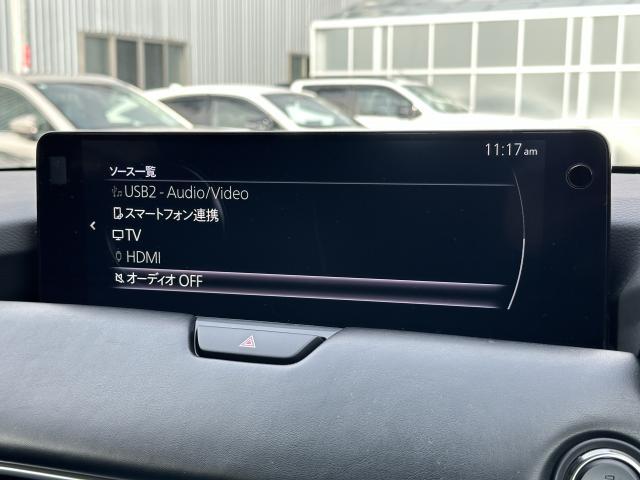 11:17 am
ソース一覧
USB2 - Audio/Video
スマートフォン連携
TV
HDMI
オーディオ OFF